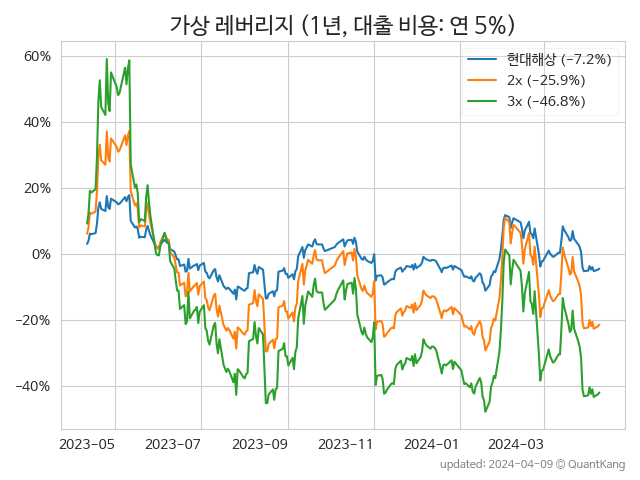 가상 레버리지 (1년, 대출 비용: 연 5%)
현대해상 (−7.2%)
2x (−25.9%)
3x (−46.8%)
60%
40%
20%
0%
−20%
−40%
2023-05 2023-07 2023-09 2023-11 2024-01 2024-03
updated: 2024-04-09 © QuantKang